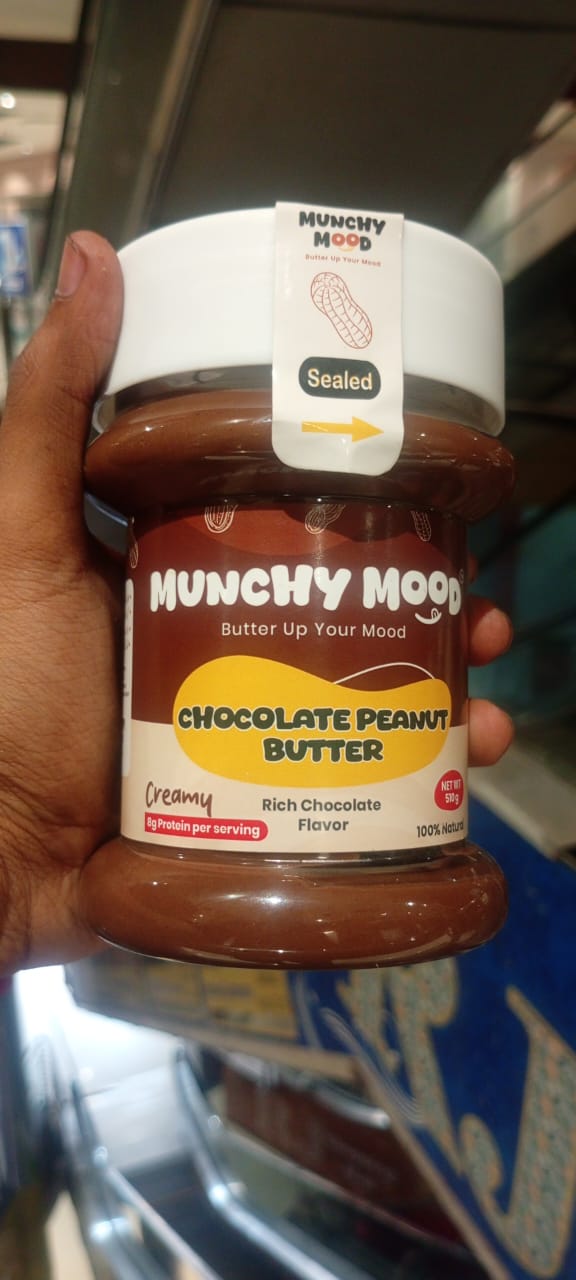 MUNCHY
MOOD
Butter Up Your Mood
Sealed
MUNCHY MOOD
Butter Up Your Mood
CHOCOLATE PEANUT
BUTTER
Creamy
8g Protein per serving
Rich Chocolate
Flavor
NET WT
510g
100% Natural